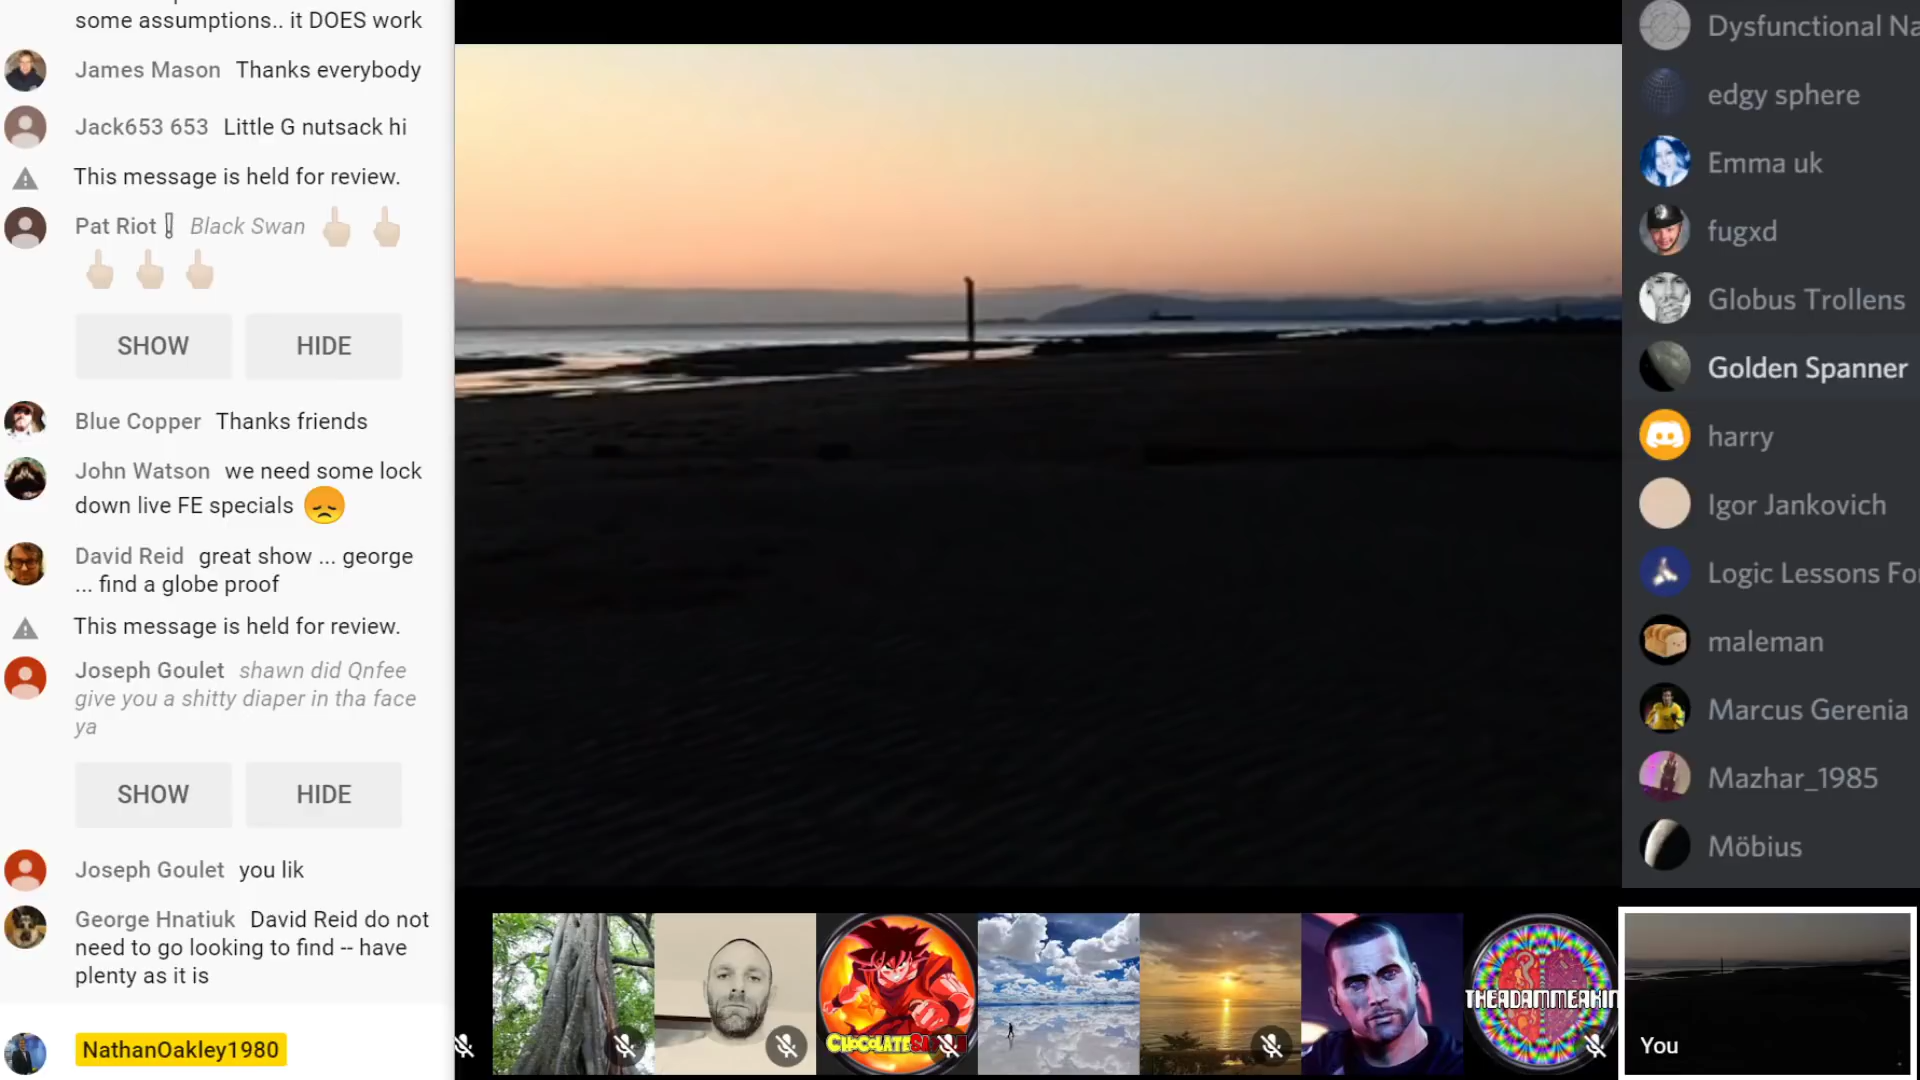 some assumptions.. it DOES work
James Mason Thanks everybody
Jack653 653 Little G nutsack hi
This message is held for review.
Pat Riot Black Swan
SHOW HIDE
Blue Copper Thanks friends
John Watson we need some lock
down live FE specials
David Reid great show ... george
... find a globe proof
This message is held for review.
Joseph Goulet shawn did Qnfee
give you a shitty diaper in tha face
ya
SHOW HIDE
Joseph Goulet you lik
George Hnatiuk David Reid do not
need to go looking to find -- have
plenty as it is
NathanOakley1980
THEADAMMEAKIN
You
Dysfunctional Na
edgy sphere
Emma uk
fugxd
Globus Trollens
Golden Spanner
harry
Igor Jankovich
Logic Lessons Fo
maleman
Marcus Gerenia
Mazhar_1985
Möbius